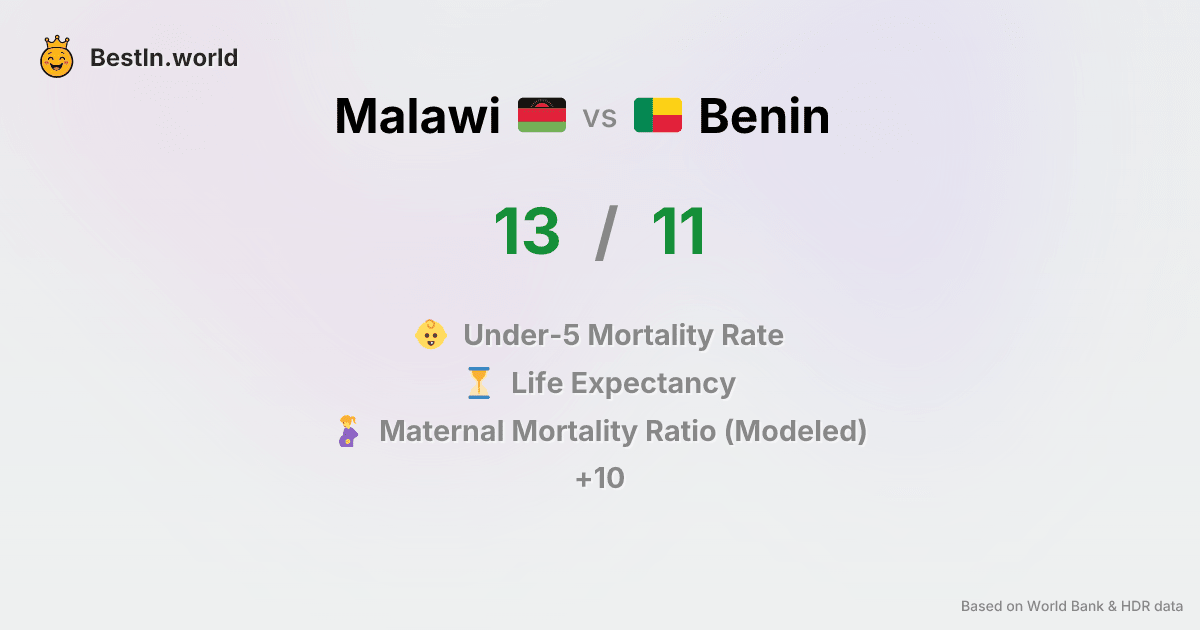 BestIn.world
Malawi vs Benin
13 / 11
Under-5 Mortality Rate
Life Expectancy
Maternal Mortality Ratio (Modeled)
+10
Based on World Bank & HDR data